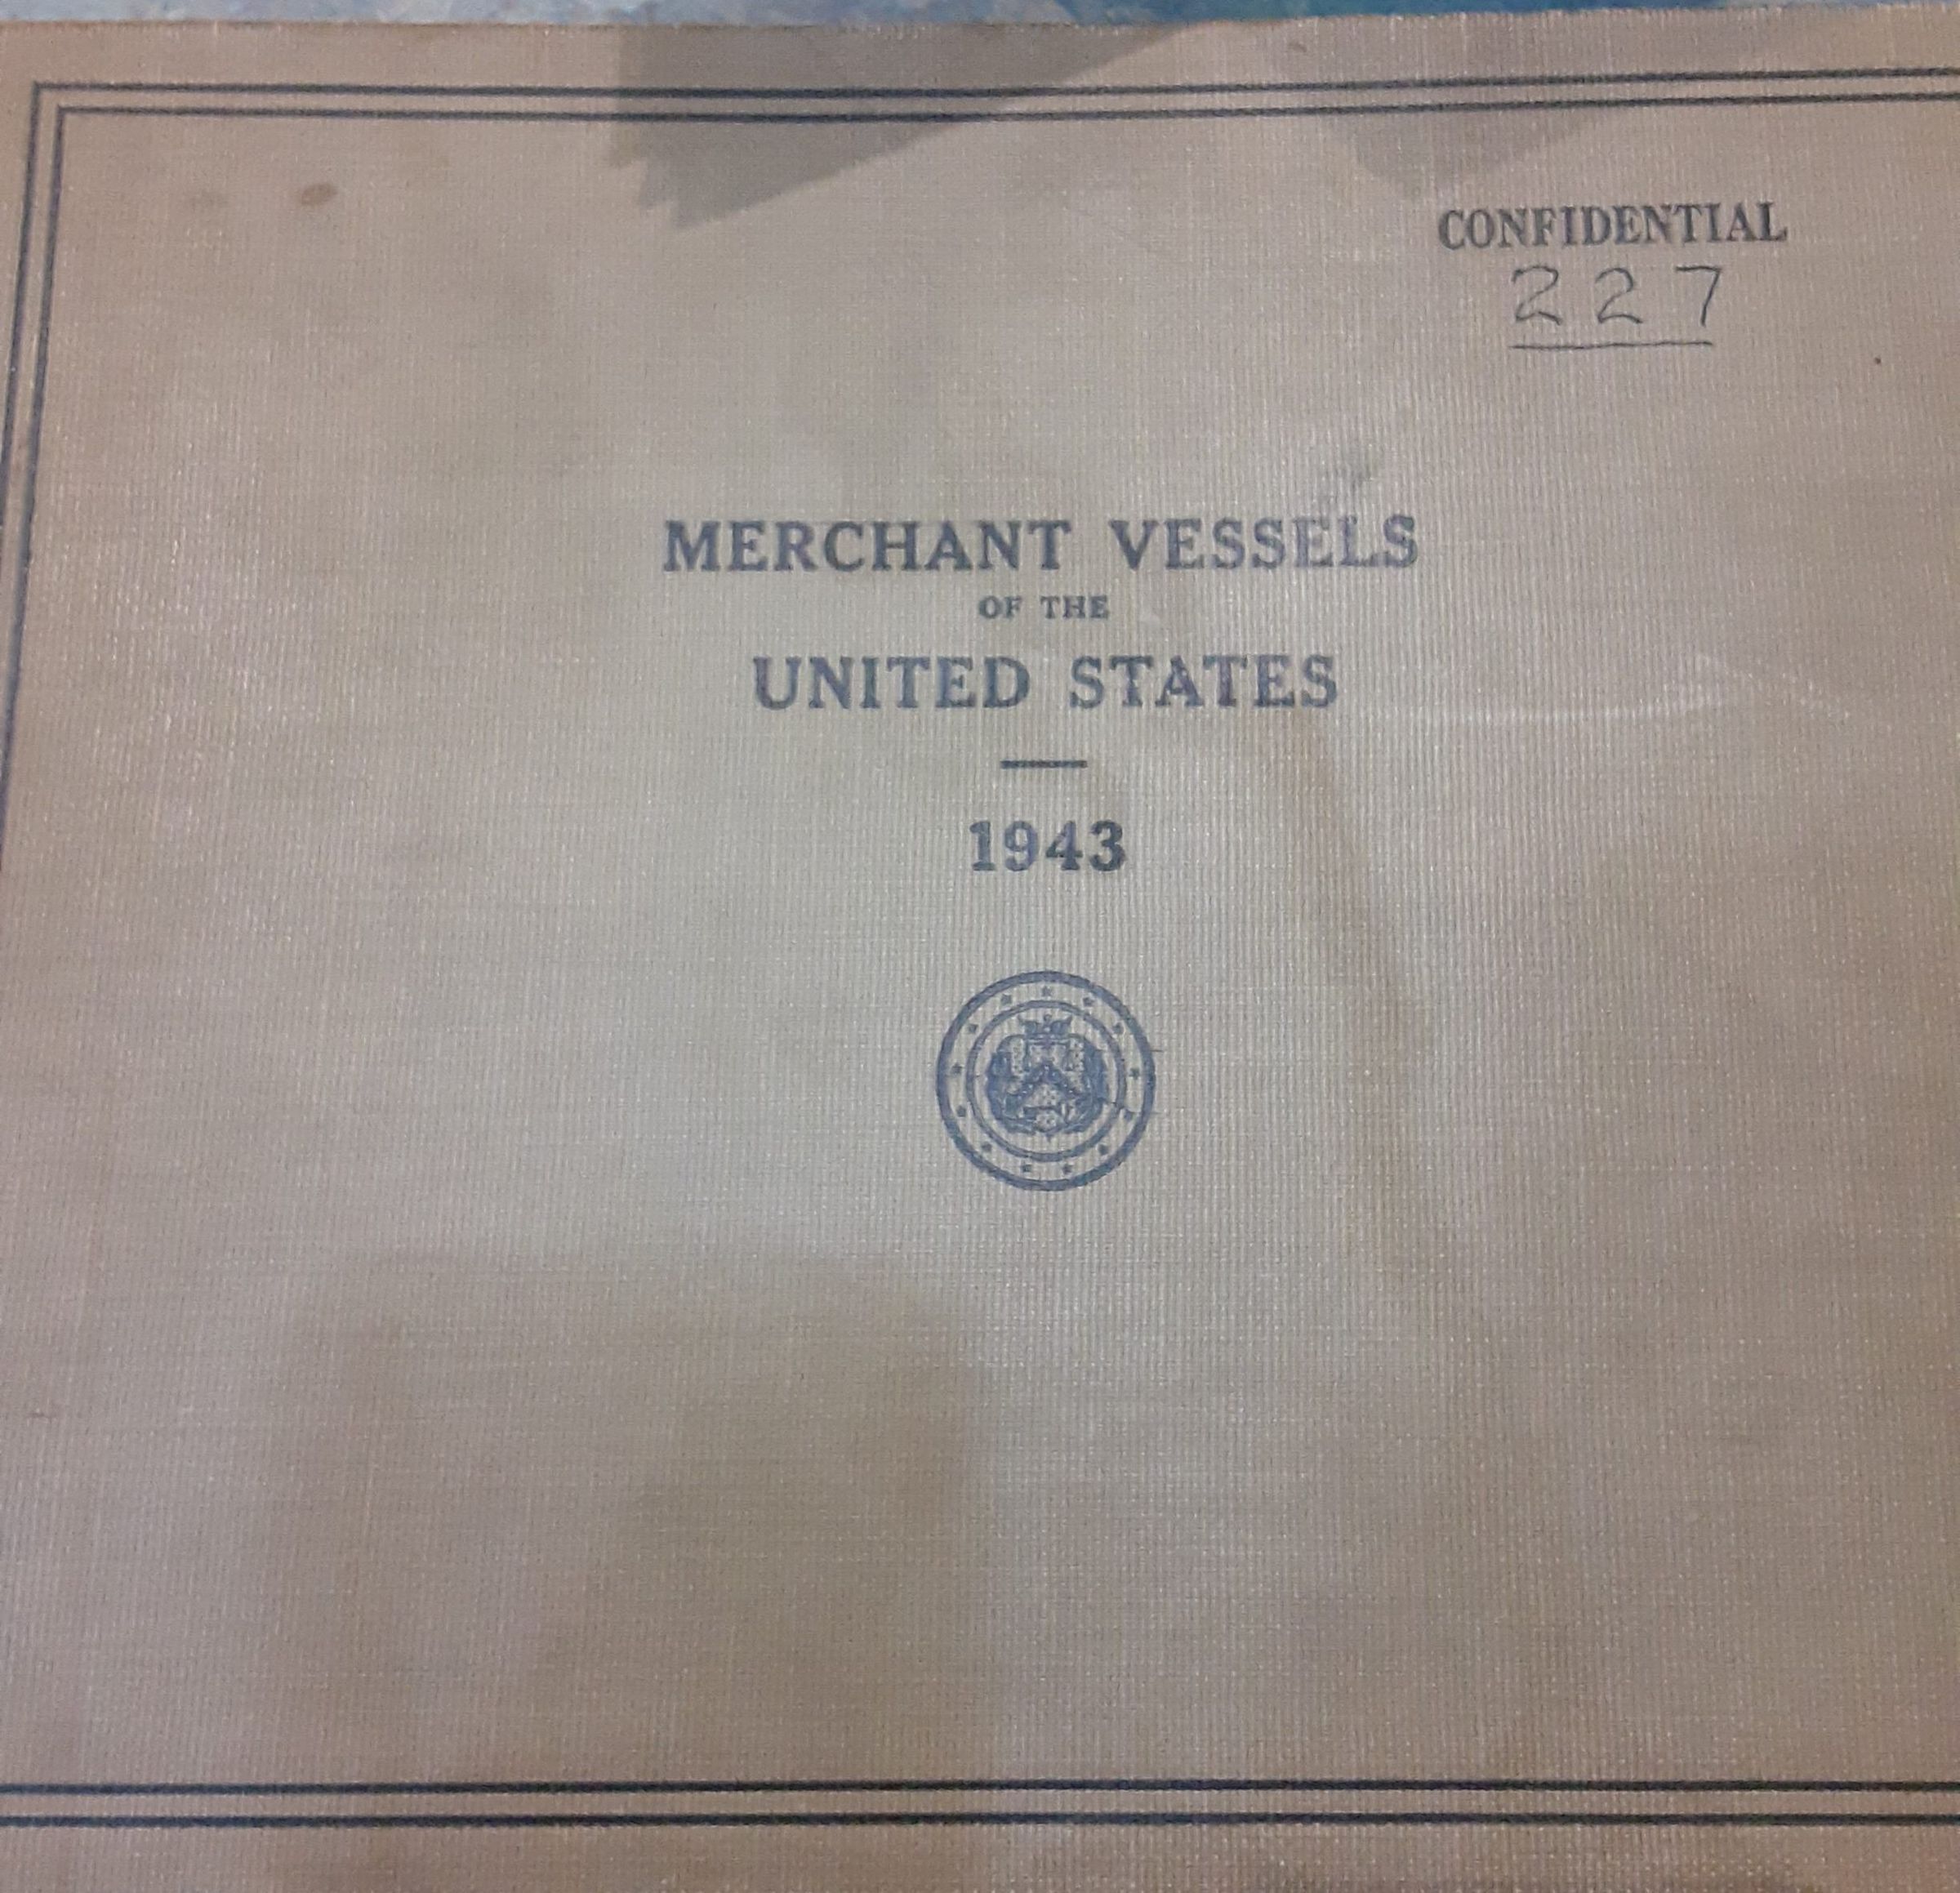 CONFIDENTIAL
227
MERCHANT VESSELS
OF THE
UNITED STATES
1943